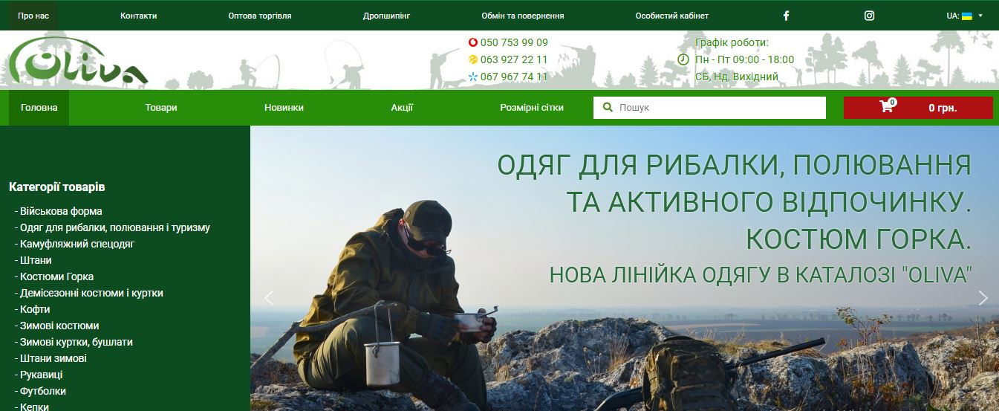 Про нас
Контакти
Оптова торгівля
Дропшипінг
Обмін та повернення
Особистий кабінет
UA:
Oliva
050 753 99 09
063 927 22 11
067 967 74 11
Графік роботи:
Пн - Пт 09:00 - 18:00
СБ, Нд, Вихідний
Головна
Товари
Новинки
Акції
Розмірні сітки
Пошук
0
0 грн.
Категорії товарів
- Військова форма
- Одяг для рибалки, полювання і туризму
- Камуфляжний спецодяг
- Штани
- Костюми Горка
- Демісезонні костюми і куртки
- Кофти
- Зимові костюми
- Зимові куртки, бушлати
- Штани зимові
- Рукавиці
- Футболки
- Кепки
ОДЯГ ДЛЯ РИБАЛКИ, ПОЛЮВАННЯ
ТА АКТИВНОГО ВІДПОЧИНКУ.
КОСТЮМ ГОРКА.
НОВА ЛІНІЙКА ОДЯГУ В КАТАЛОЗІ "OLIVA"